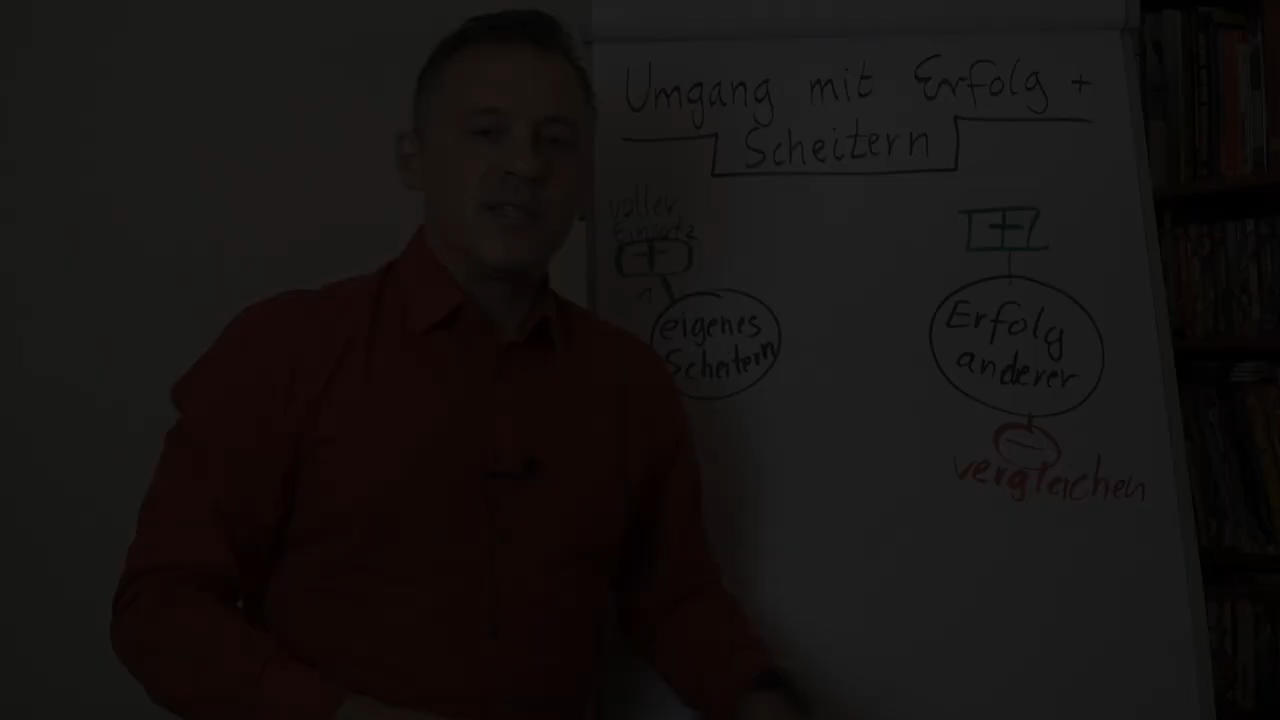 Umgang mit Erfolg +
Scheitern
voller
Einsatz
+
+
eigenes
Scheitern
Erfolg
anderer
vergleichen